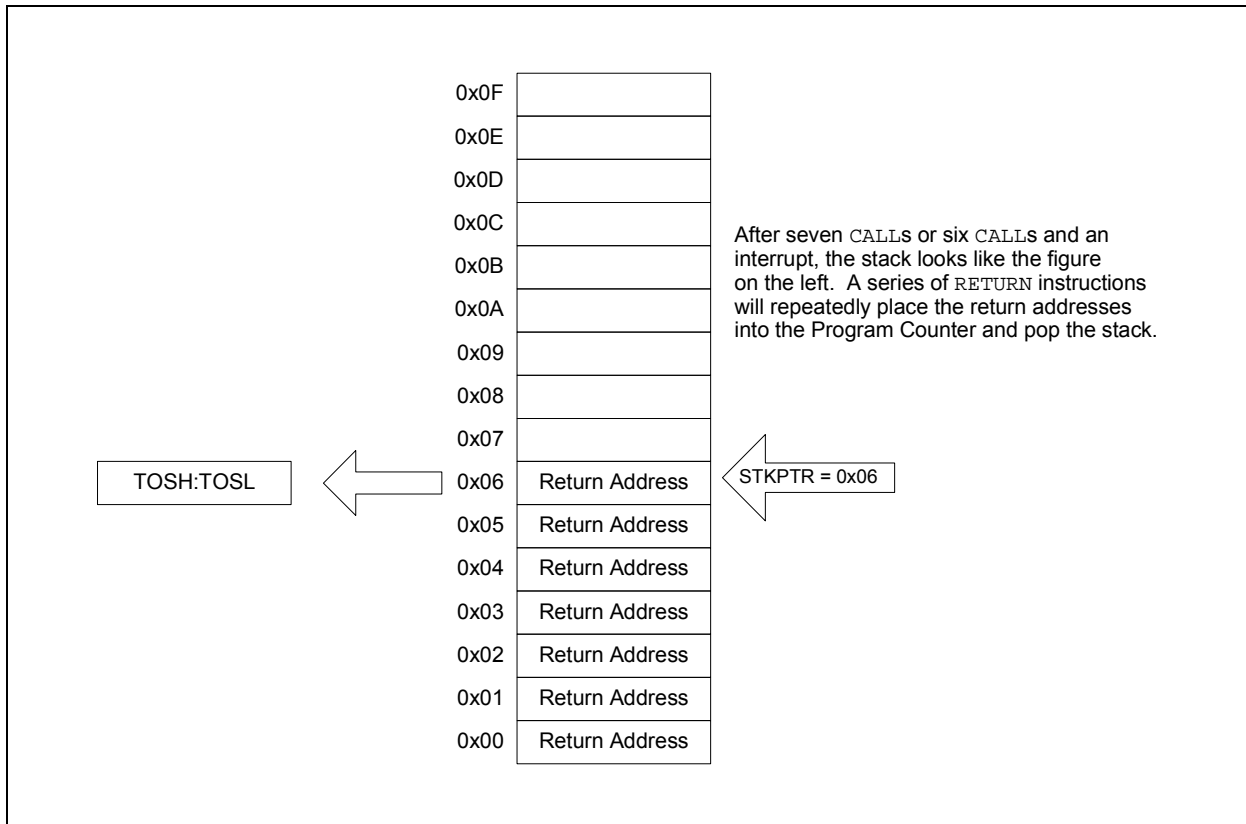 0x0F
0x0E
0x0D
0x0C
0x0B
0x0A
0x09
0x08
0x07
0x06 Return Address
0x05 Return Address
0x04 Return Address
0x03 Return Address
0x02 Return Address
0x01 Return Address
0x00 Return Address
TOSH:TOSL
STKPTR = 0x06
After seven CALLs or six CALLs and an
interrupt, the stack looks like the figure
on the left. A series of RETURN instructions
will repeatedly place the return addresses
into the Program Counter and pop the stack.